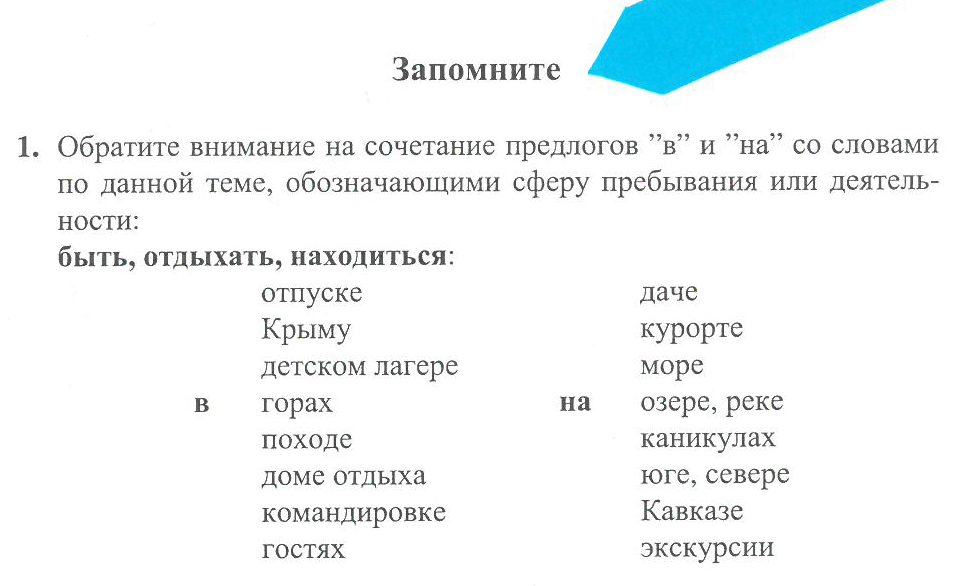 Запомните
1. Обратите внимание на сочетание предлогов ”в” и ”на” со словами
по данной теме, обозначающими сферу пребывания или деятель-
ности:
быть, отдыхать, находиться:
отпуске даче
Крыму курорте
детском лагере море
в горах на озере, реке
походе каникулах
доме отдыха юге, севере
командировке Кавказе
гостях экскурсии